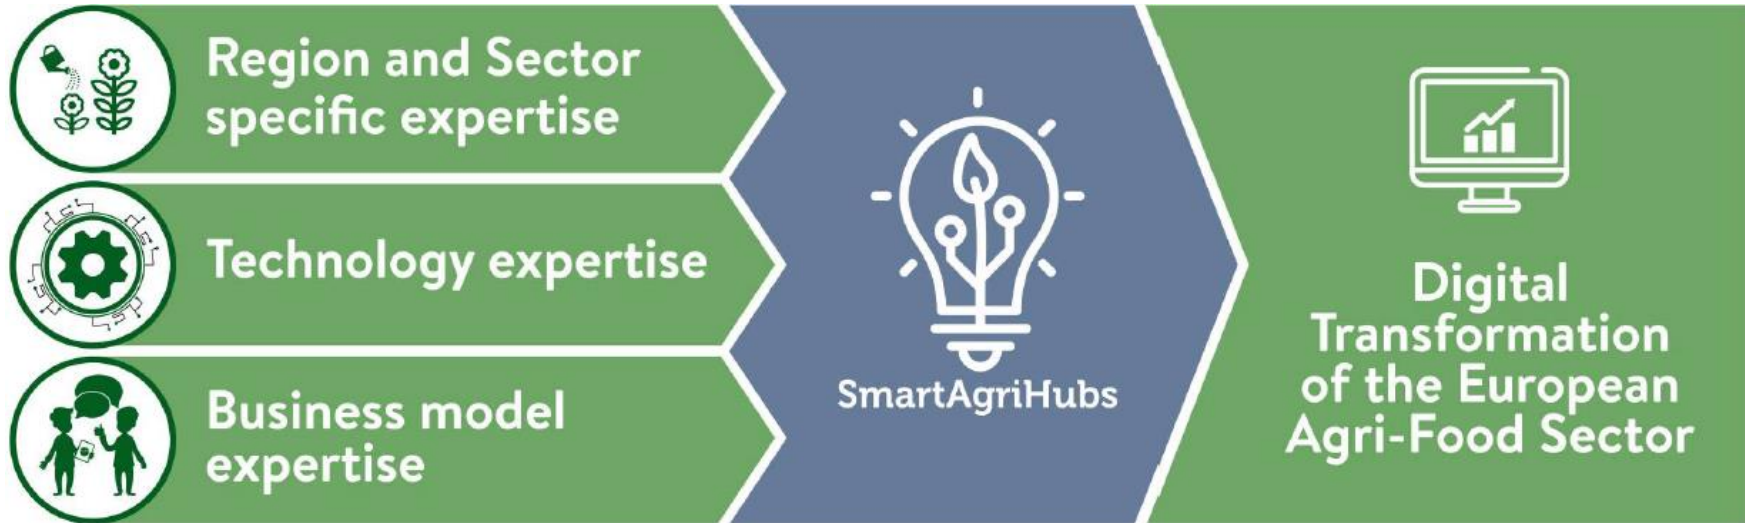 Region and Sector
specific expertise
Technology expertise
Business model
expertise
SmartAgriHubs
Digital
Transformation
of the European
Agri-Food Sector